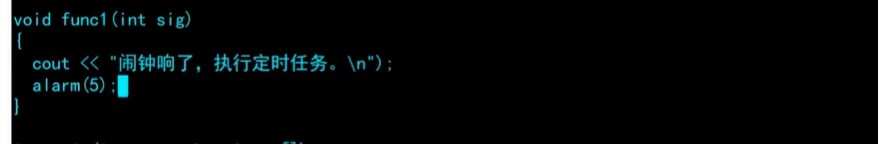 void func1(int sig)
{
  cout << "闹钟响了，执行定时任务。\n");
  alarm(5);
}